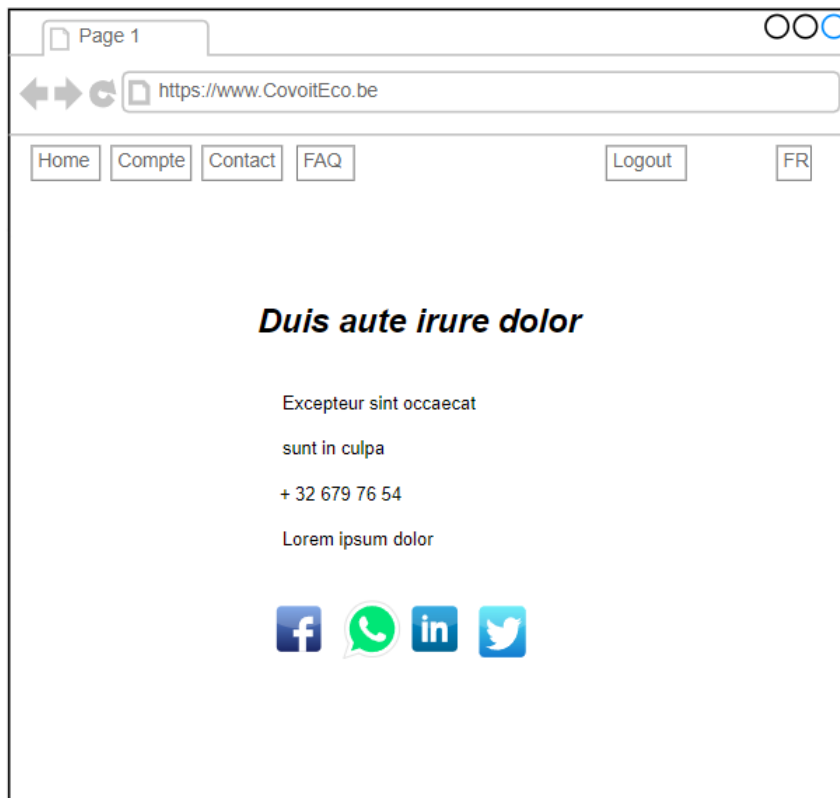 Page 1
https://www.CovoitEco.be
Home Compte Contact FAQ Logout FR
Duis aute irure dolor
Excepteur sint occaecat
sunt in culpa
+ 32 679 76 54
Lorem ipsum dolor
f in